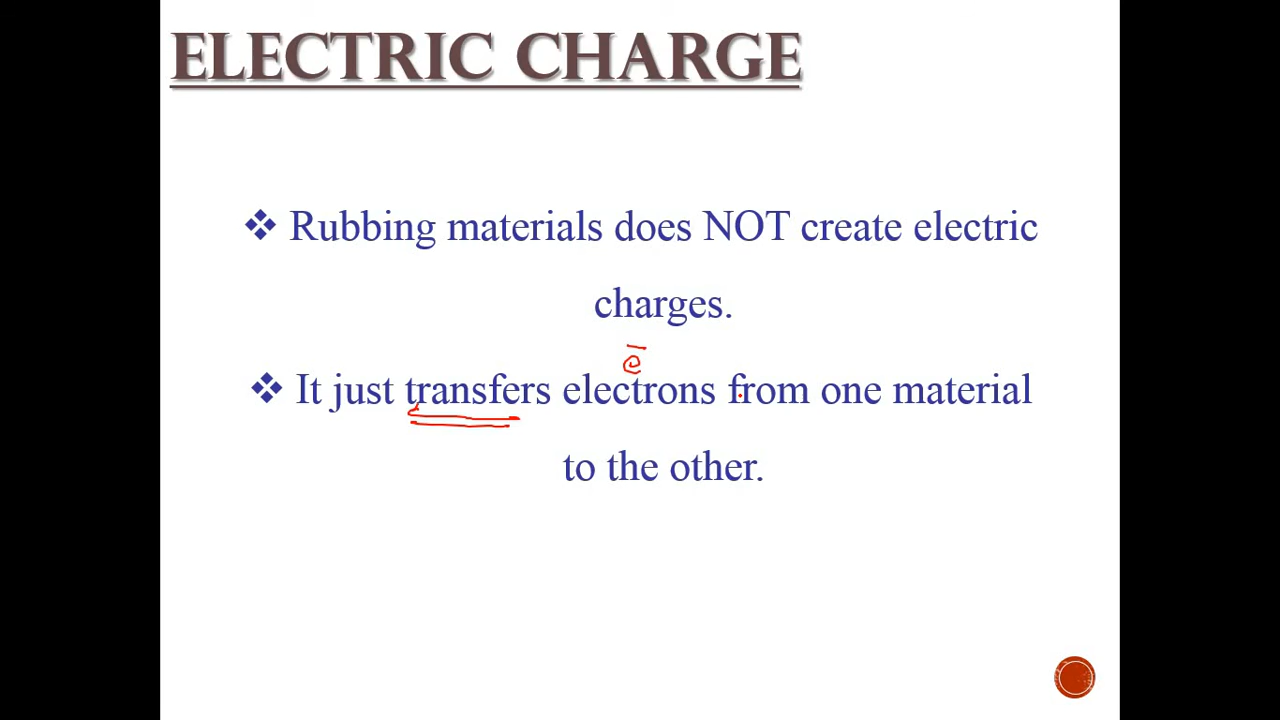 ELECTRIC CHARGE
❖ Rubbing materials does NOT create electric
charges.
e̅
❖ It just transfers electrons from one material
to the other.